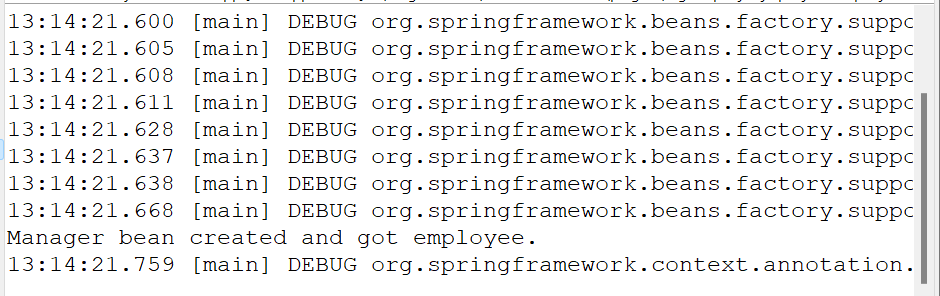 13:14:21.600 [main] DEBUG org.springframework.beans.factory.suppo
13:14:21.605 [main] DEBUG org.springframework.beans.factory.suppo
13:14:21.608 [main] DEBUG org.springframework.beans.factory.suppo
13:14:21.611 [main] DEBUG org.springframework.beans.factory.suppo
13:14:21.628 [main] DEBUG org.springframework.beans.factory.suppo
13:14:21.637 [main] DEBUG org.springframework.beans.factory.suppo
13:14:21.638 [main] DEBUG org.springframework.beans.factory.suppo
13:14:21.668 [main] DEBUG org.springframework.beans.factory.suppo
Manager bean created and got employee.
13:14:21.759 [main] DEBUG org.springframework.context.annotation.